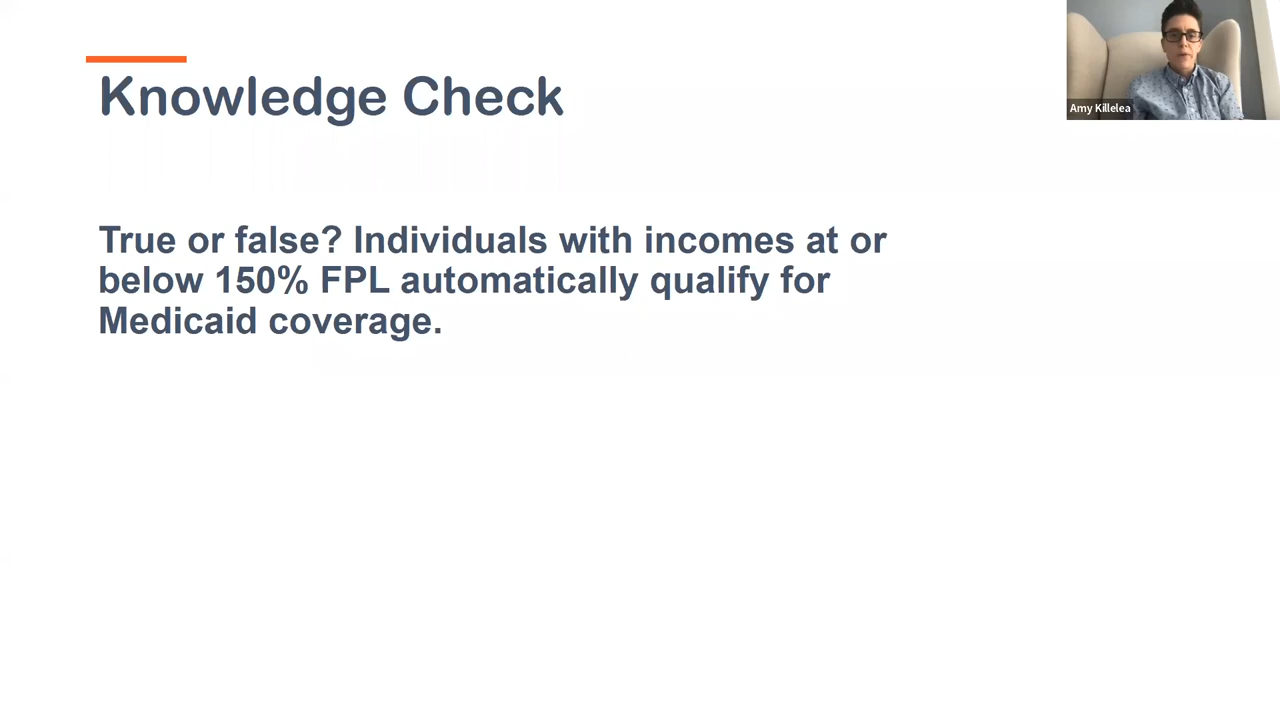 Knowledge Check
Amy Killelea
True or false? Individuals with incomes at or
below 150% FPL automatically qualify for
Medicaid coverage.